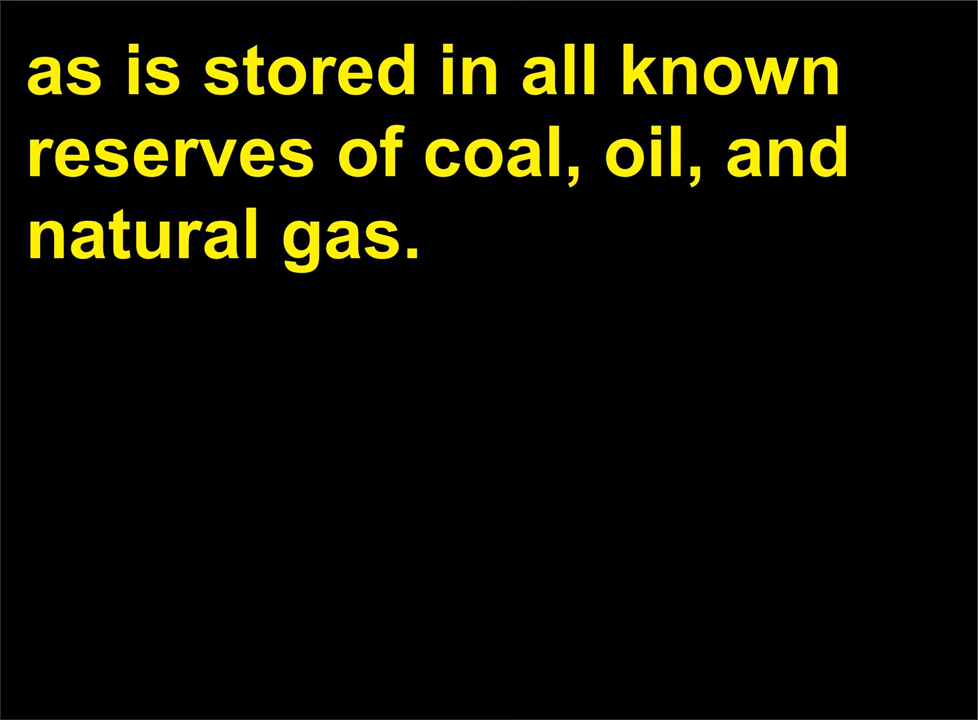 as is stored in all known
reserves of coal, oil, and
natural gas.